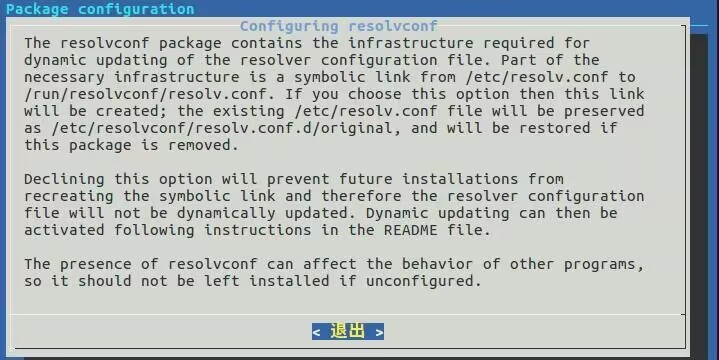 Package configuration
Configuring resolvconf
The resolvconf package contains the infrastructure required for
dynamic updating of the resolver configuration file. Part of the
necessary infrastructure is a symbolic link from /etc/resolv.conf to
/run/resolvconf/resolv.conf. If you choose this option then this link
will be created; the existing /etc/resolv.conf file will be preserved
as /etc/resolvconf/resolv.conf.d/original, and will be restored if
this package is removed.
Declining this option will prevent future installations from
recreating the symbolic link and therefore the resolver configuration
file will not be dynamically updated. Dynamic updating can then be
activated following instructions in the README file.
The presence of resolvconf can affect the behavior of other programs,
so it should not be left installed if unconfigured.
< 退出 >